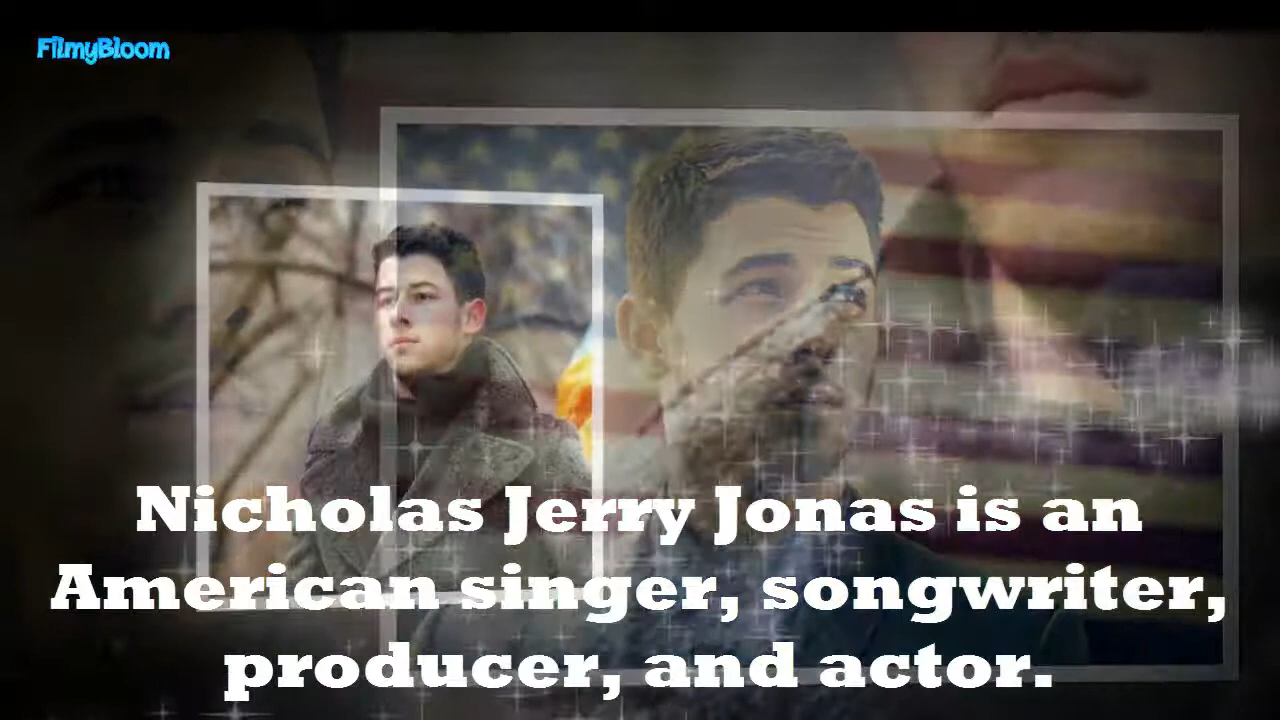 FilmyBloom
Nicholas Jerry Jonas is an
American singer, songwriter,
producer, and actor.